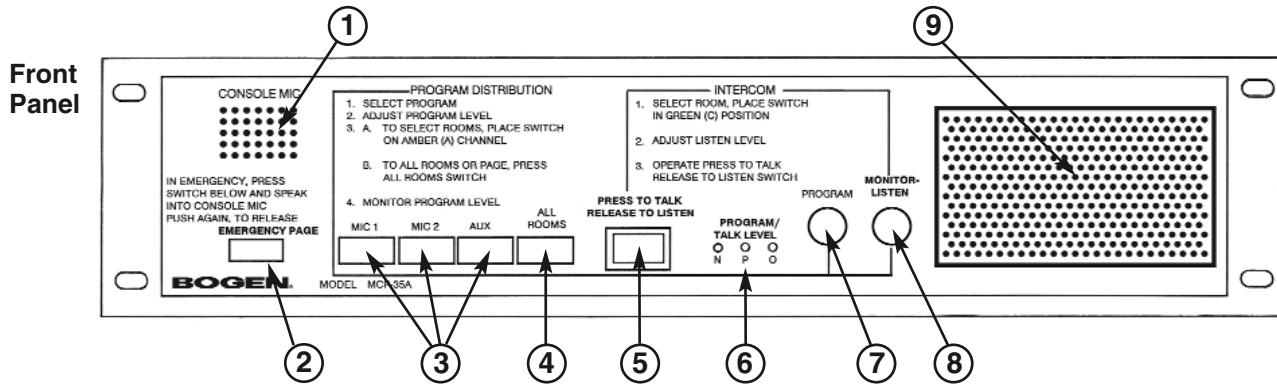 1
9
Front
Panel
CONSOLE MIC
IN EMERGENCY, PRESS
SWITCH BELOW AND SPEAK
INTO CONSOLE MIC
PUSH AGAIN, TO RELEASE
EMERGENCY PAGE
BOGEN
MODEL MCP-35A
PROGRAM DISTRIBUTION
1. SELECT PROGRAM
2. ADJUST PROGRAM LEVEL
3. A. TO SELECT ROOMS, PLACE SWITCH
ON AMBER (A) CHANNEL
B. TO ALL ROOMS OR PAGE, PRESS
ALL ROOMS SWITCH
4. MONITOR PROGRAM LEVEL
MIC 1
MIC 2
AUX
ALL
ROOMS
INTERCOM
1. SELECT ROOM, PLACE SWITCH
IN GREEN (C) POSITION
2. ADJUST LISTEN LEVEL
3. OPERATE PRESS TO TALK
RELEASE TO LISTEN SWITCH
PRESS TO TALK
RELEASE TO LISTEN
PROGRAM/
TALK LEVEL
N P O
PROGRAM
MONITOR-
LISTEN
2
3
4
5
6
7
8